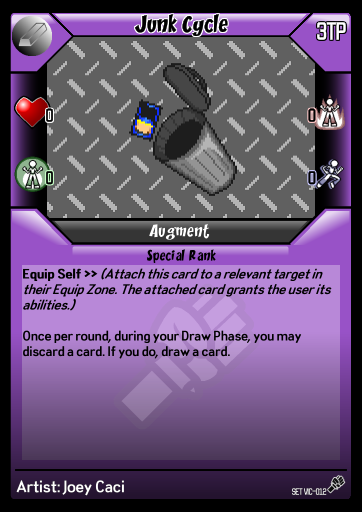 Junk Cycle
3TP
0
0
0
0
Augment
Special Rank
Equip Self >> (Attach this card to a relevant target in
their Equip Zone. The attached card grants the user its
abilities.)
Once per round, during your Draw Phase, you may
discard a card. If you do, draw a card.
Artist: Joey Caci
SET VIC-012